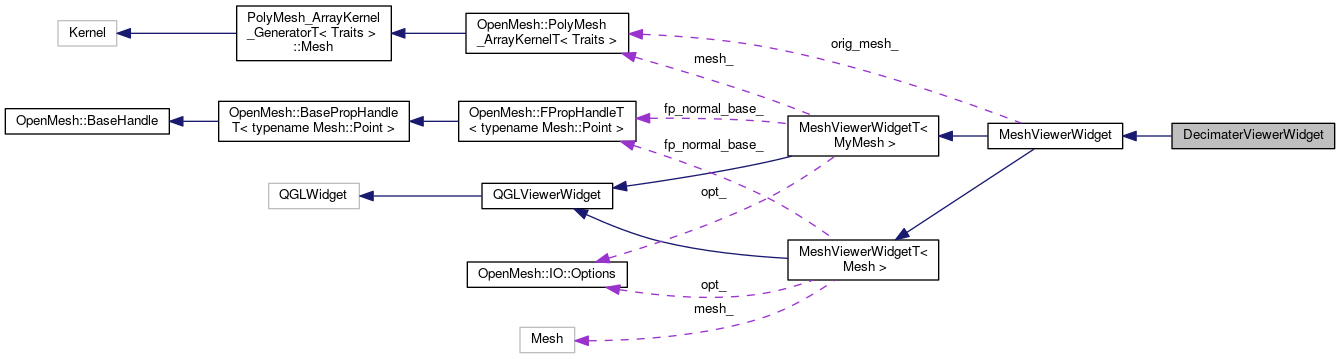 PolyMesh_ArrayKernel
_GeneratorT< Traits >
::Mesh
Kernel
OpenMesh::PolyMesh
_ArrayKernelT< Traits >
orig_mesh_
mesh_
OpenMesh::BaseHandle
OpenMesh::BasePropHandle
T< typename Mesh::Point >
OpenMesh::FPropHandleT
< typename Mesh::Point >
fp_normal_base_
fp_normal_base_
MeshViewerWidgetT<
MyMesh >
MeshViewerWidget
DecimaterViewerWidget
QGLWidget
QGLViewerWidget
opt_
MeshViewerWidgetT<
Mesh >
OpenMesh::IO::Options
opt_
mesh_
Mesh